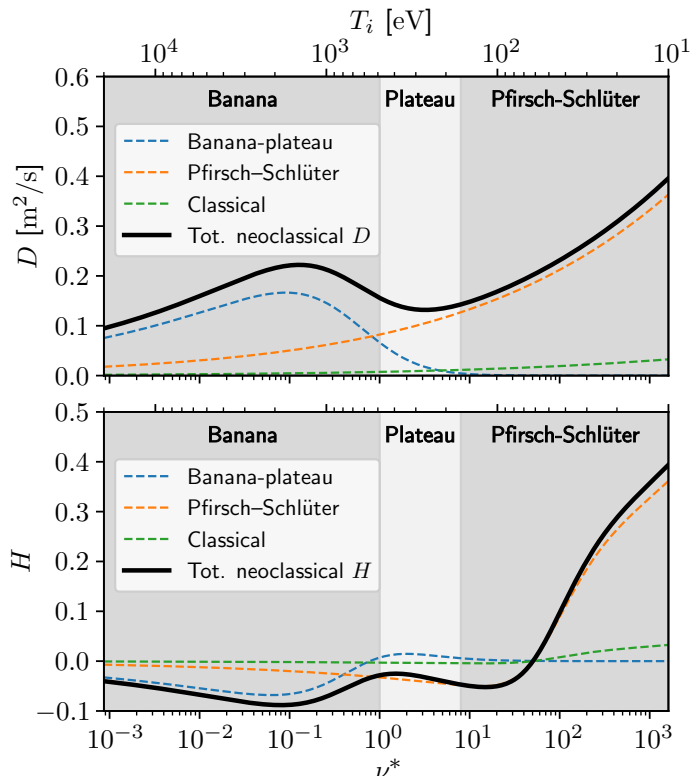 T_i [eV]
10^4 10^3 10^2 10^1
0.6
0.5
0.4
0.3
0.2
0.1
0.0
D [m^2/s]
Banana Plateau Pfirsch-Schlüter
Banana-plateau
Pfirsch–Schlüter
Classical
Tot. neoclassical D
0.5
0.4
0.3
0.2
0.1
0.0
−0.1
H
Banana Plateau Pfirsch-Schlüter
Banana-plateau
Pfirsch–Schlüter
Classical
Tot. neoclassical H
10^−3 10^−2 10^−1 10^0 10^1 10^2 10^3
ν*